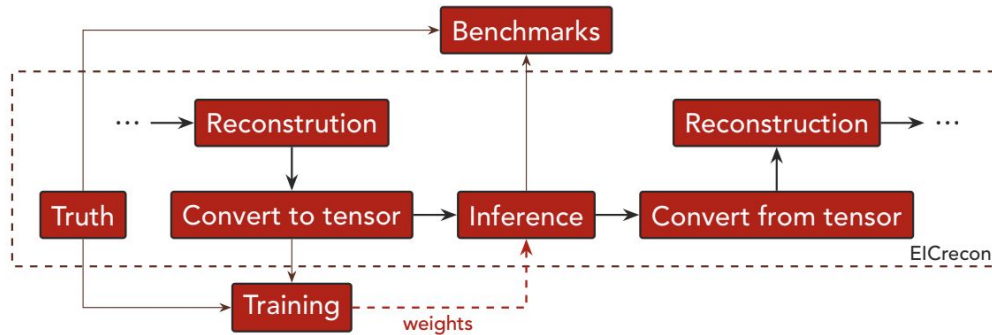 Benchmarks
... Reconstrution
Reconstruction ...
Truth
Convert to tensor
Inference
Convert from tensor
EICrecon
Training
weights